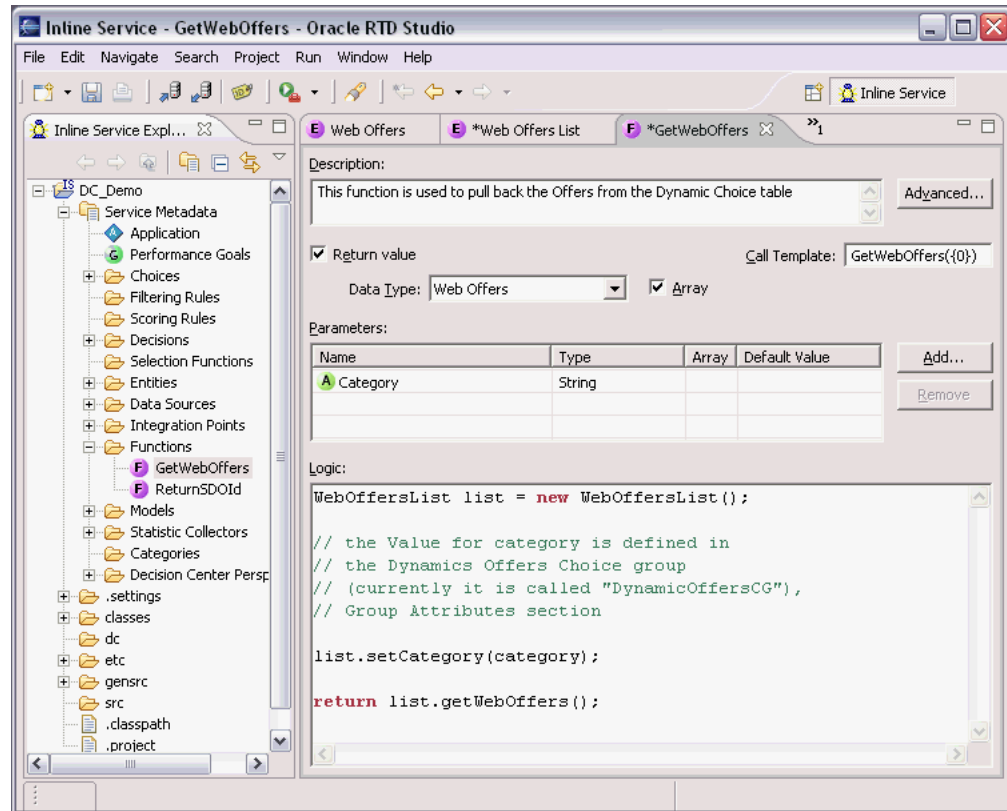 Inline Service - GetWebOffers - Oracle RTD Studio
File Edit Navigate Search Project Run Window Help
Inline Service
Inline Service Expl...
DC_Demo
Service Metadata
Application
Performance Goals
Choices
Filtering Rules
Scoring Rules
Decisions
Selection Functions
Entities
Data Sources
Integration Points
Functions
GetWebOffers
ReturnSDOId
Models
Statistic Collectors
Categories
Decision Center Persp
.settings
classes
dc
etc
gensrc
src
.classpath
.project
Web Offers *Web Offers List *GetWebOffers »1
Description:
This function is used to pull back the Offers from the Dynamic Choice table
Advanced...
Return value
Call Template: GetWebOffers({0})
Data Type: Web Offers Array
Parameters:
Name Type Array Default Value
Category String
Add...
Remove
Logic:
WebOffersList list = new WebOffersList();
// the Value for category is defined in
// the Dynamics Offers Choice group
// (currently it is called "DynamicOffersCG"),
// Group Attributes section
list.setCategory(category);
return list.getWebOffers();